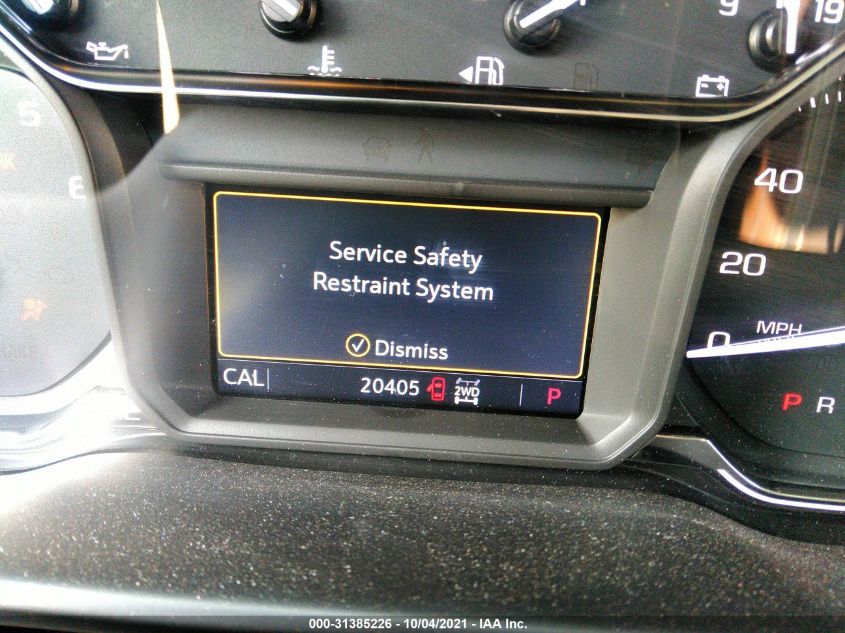 9
19
5
6
40
20
0
MPH
Service Safety
Restraint System
Dismiss
CAL
20405
2WD
P
P R
000-31385226 - 10/04/2021 - IAA Inc.